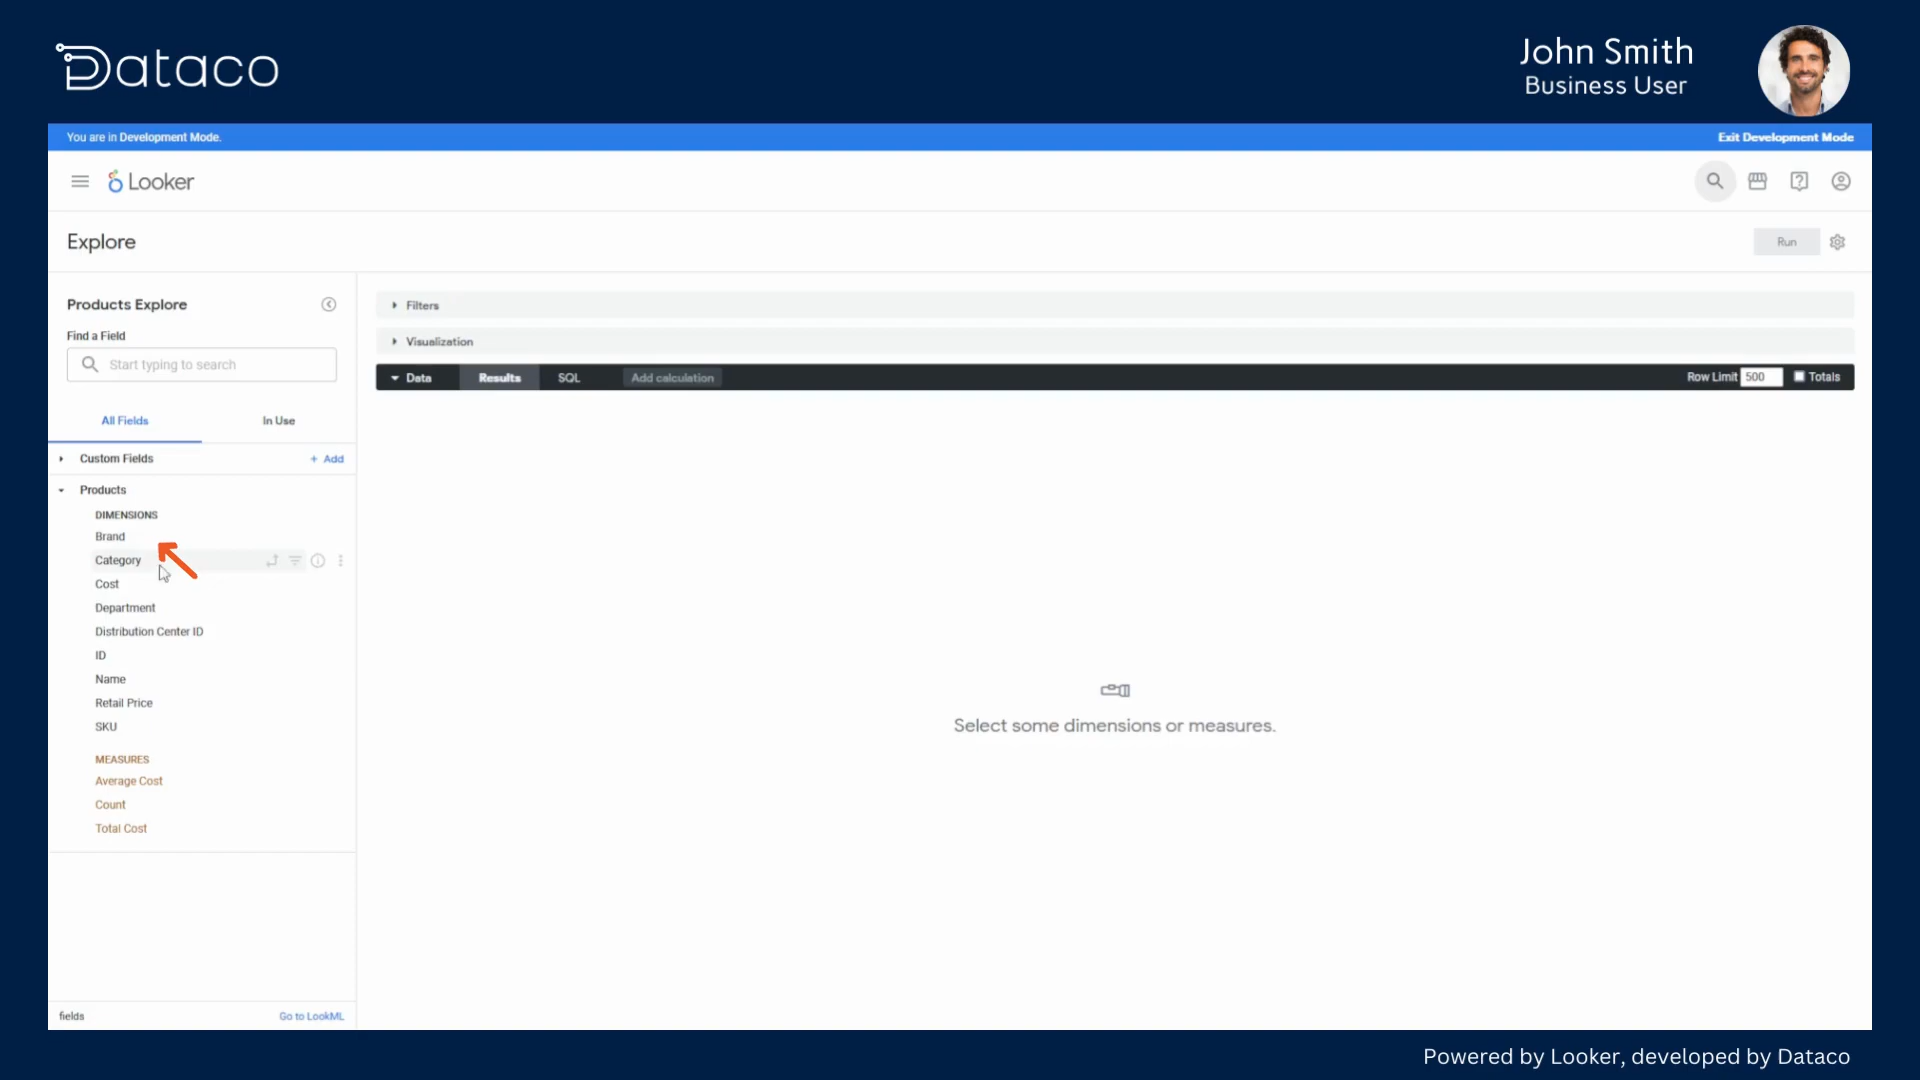 Dataco
John Smith
Business User
You are in Development Mode.
Exit Development Mode
Looker
Explore
Run
Products Explore
Find a Field
Start typing to search
All Fields
In Use
Custom Fields
+ Add
Products
DIMENSIONS
Brand
Category
Cost
Department
Distribution Center ID
ID
Name
Retail Price
SKU
MEASURES
Average Cost
Count
Total Cost
fields
Go to LookML
Filters
Visualization
Data
Results
SQL
Add calculation
Row Limit 500
Totals
Select some dimensions or measures.
Powered by Looker, developed by Dataco